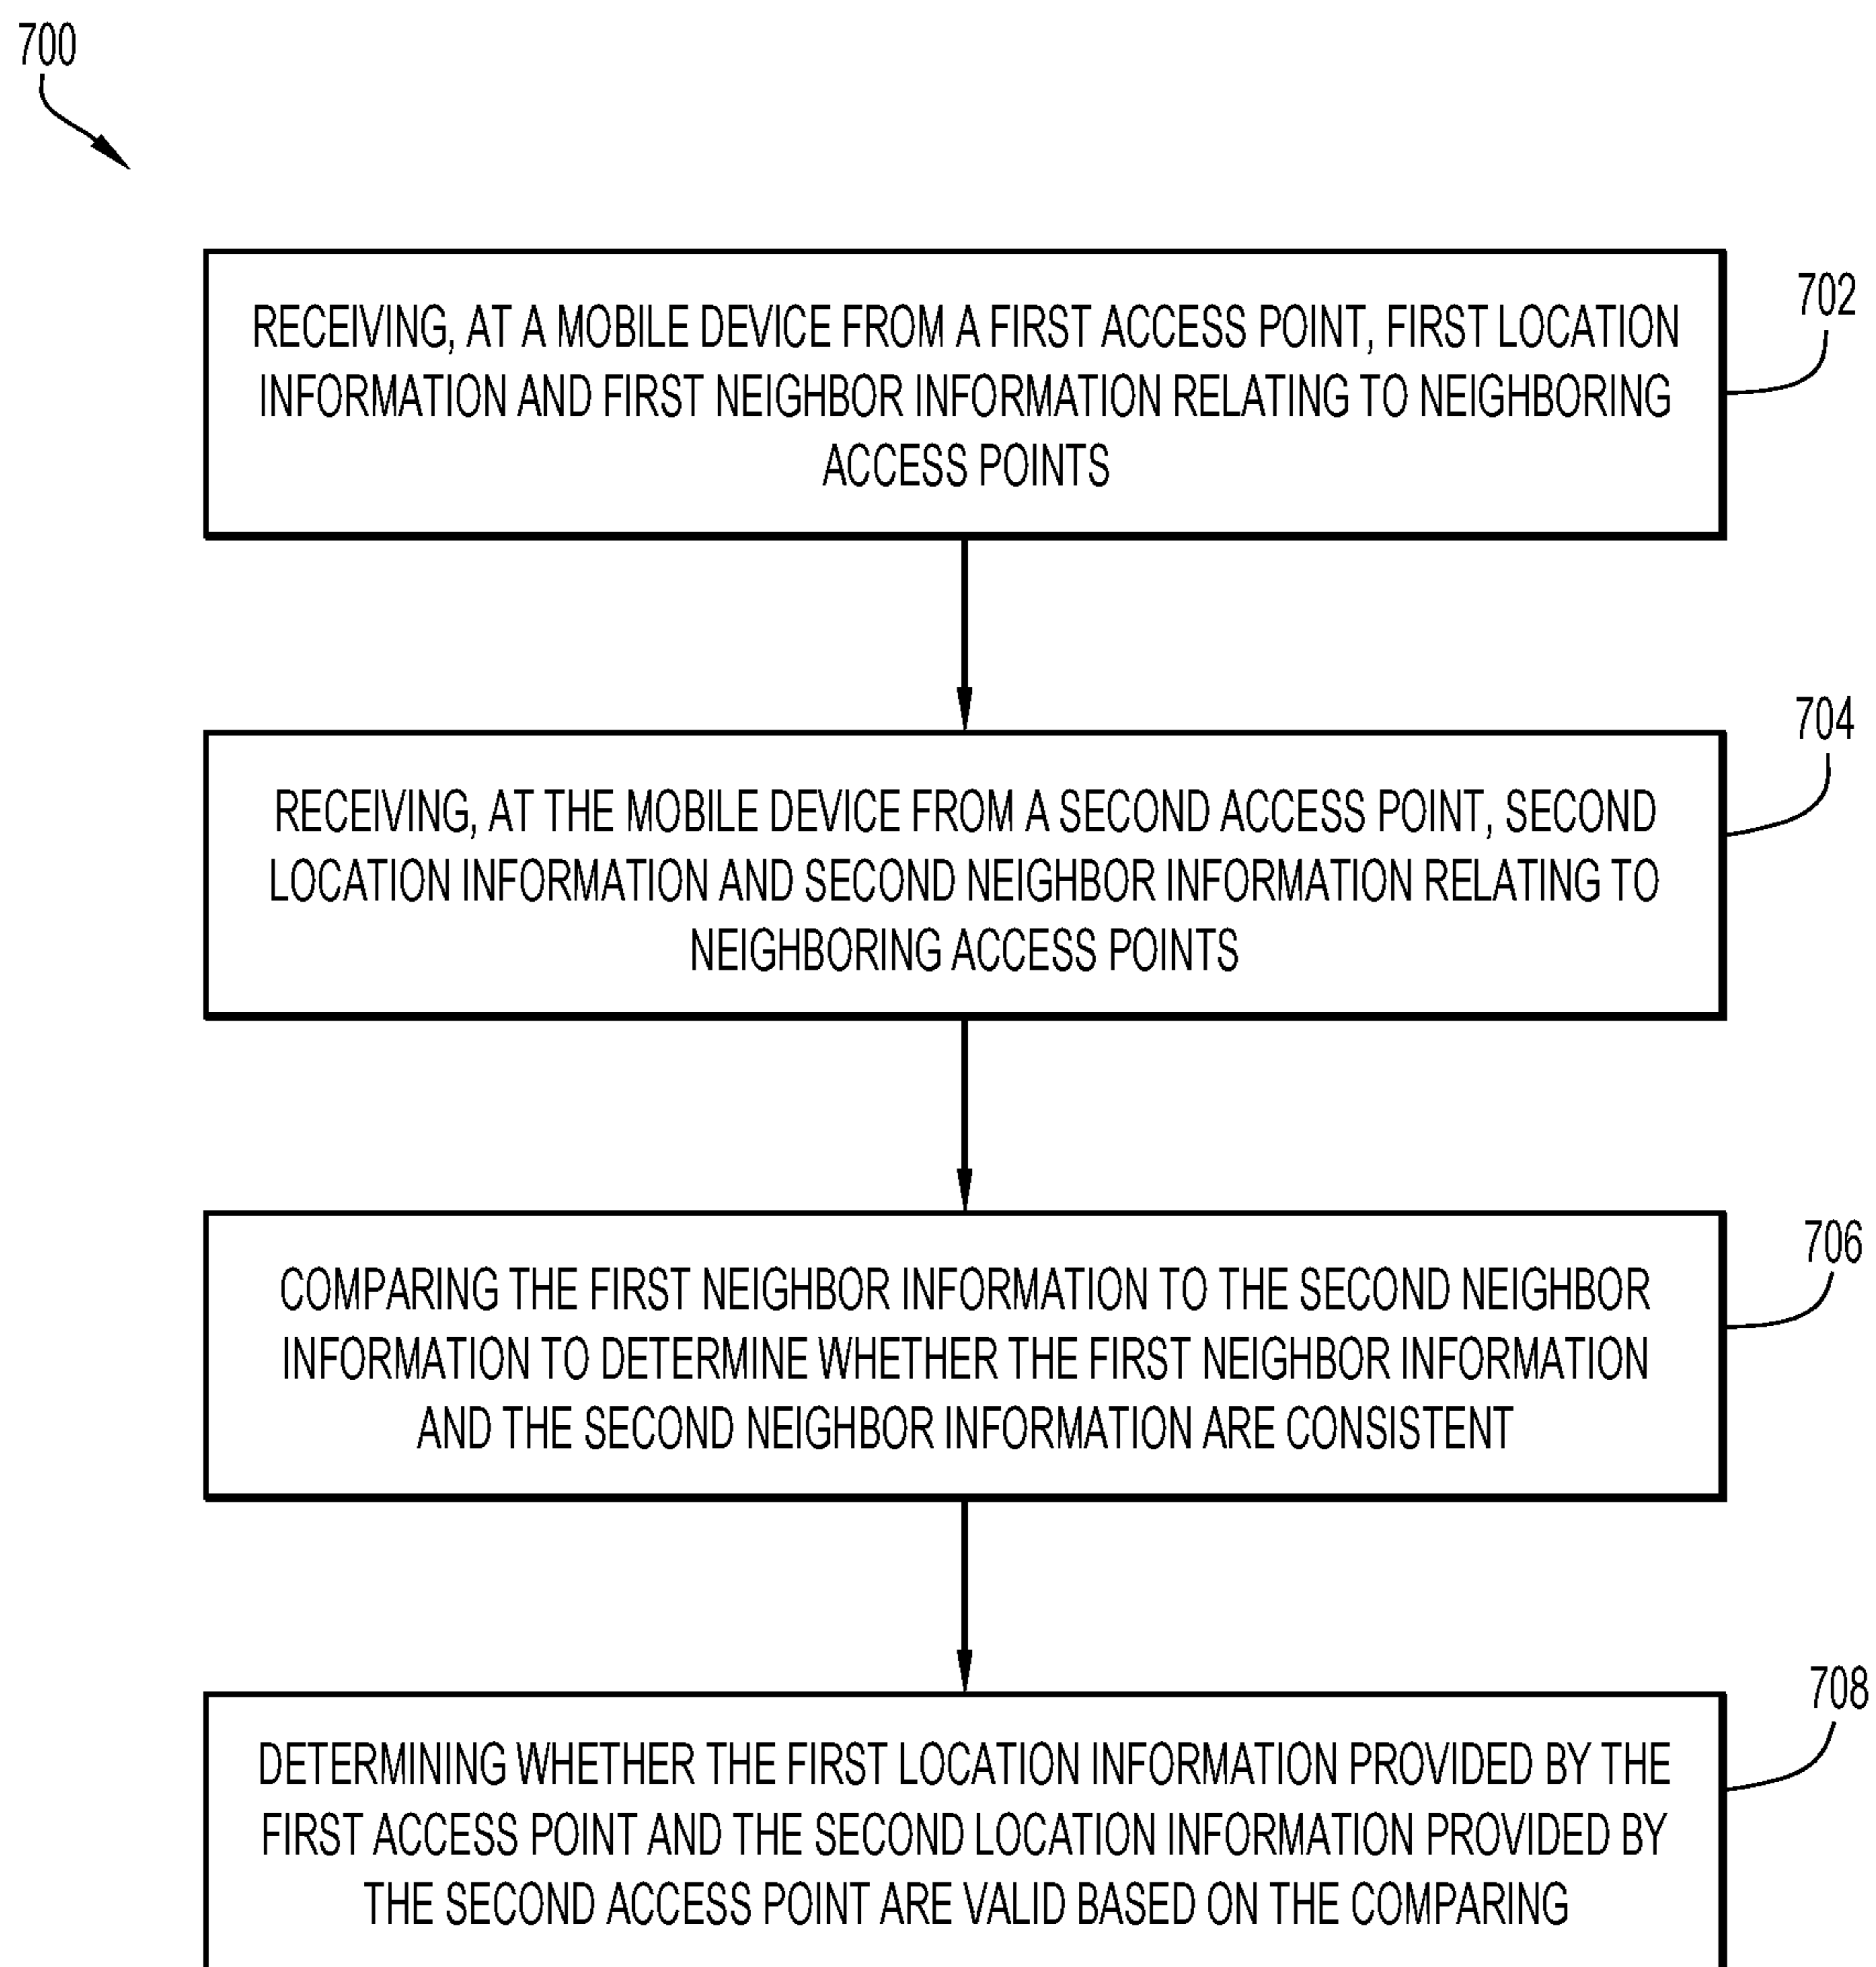 700
RECEIVING, AT A MOBILE DEVICE FROM A FIRST ACCESS POINT, FIRST LOCATION
INFORMATION AND FIRST NEIGHBOR INFORMATION RELATING TO NEIGHBORING
ACCESS POINTS
702
RECEIVING, AT THE MOBILE DEVICE FROM A SECOND ACCESS POINT, SECOND
LOCATION INFORMATION AND SECOND NEIGHBOR INFORMATION RELATING TO
NEIGHBORING ACCESS POINTS
704
COMPARING THE FIRST NEIGHBOR INFORMATION TO THE SECOND NEIGHBOR
INFORMATION TO DETERMINE WHETHER THE FIRST NEIGHBOR INFORMATION
AND THE SECOND NEIGHBOR INFORMATION ARE CONSISTENT
706
DETERMINING WHETHER THE FIRST LOCATION INFORMATION PROVIDED BY THE
FIRST ACCESS POINT AND THE SECOND LOCATION INFORMATION PROVIDED BY
THE SECOND ACCESS POINT ARE VALID BASED ON THE COMPARING
708